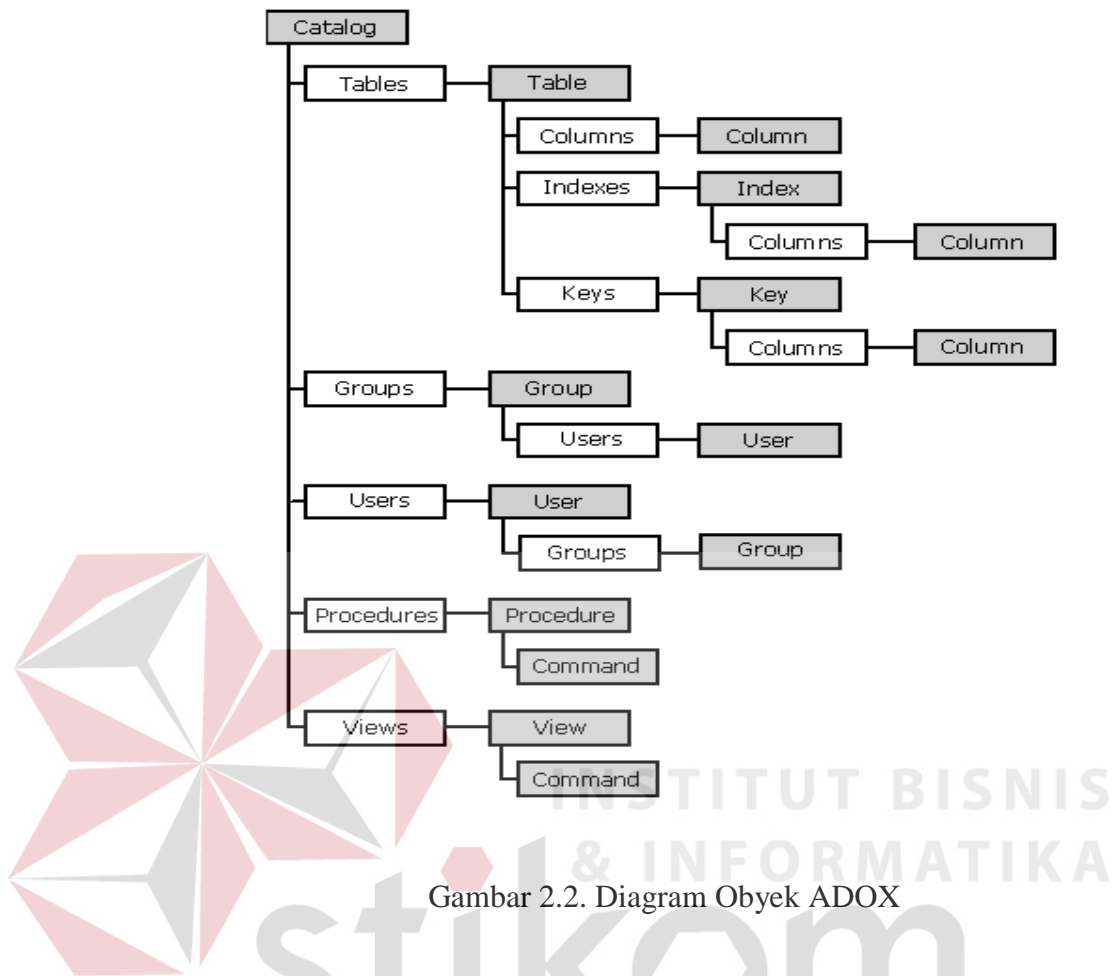 Catalog
Tables Table
Columns Column
Indexes Index
Columns Column
Keys Key
Columns Column
Groups Group
Users User
Users User
Groups Group
Procedures Procedure
Command
Views View
Command
INSTITUT BISNIS
& INFORMATIKA
Gambar 2.2. Diagram Obyek ADOX
stikom